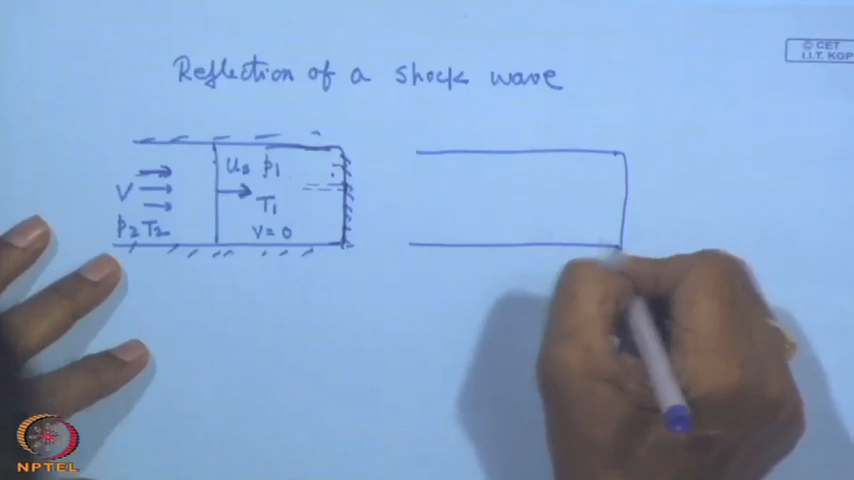 Reflection of a shock wave
© CET
I.I.T. KGP
Us p1
V
T1
p2 T2
V=0
NPTEL